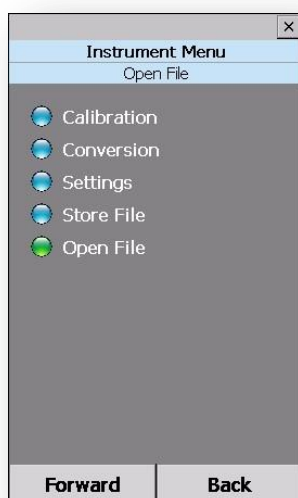 Instrument Menu
Open File
Calibration
Conversion
Settings
Store File
Open File
Forward Back